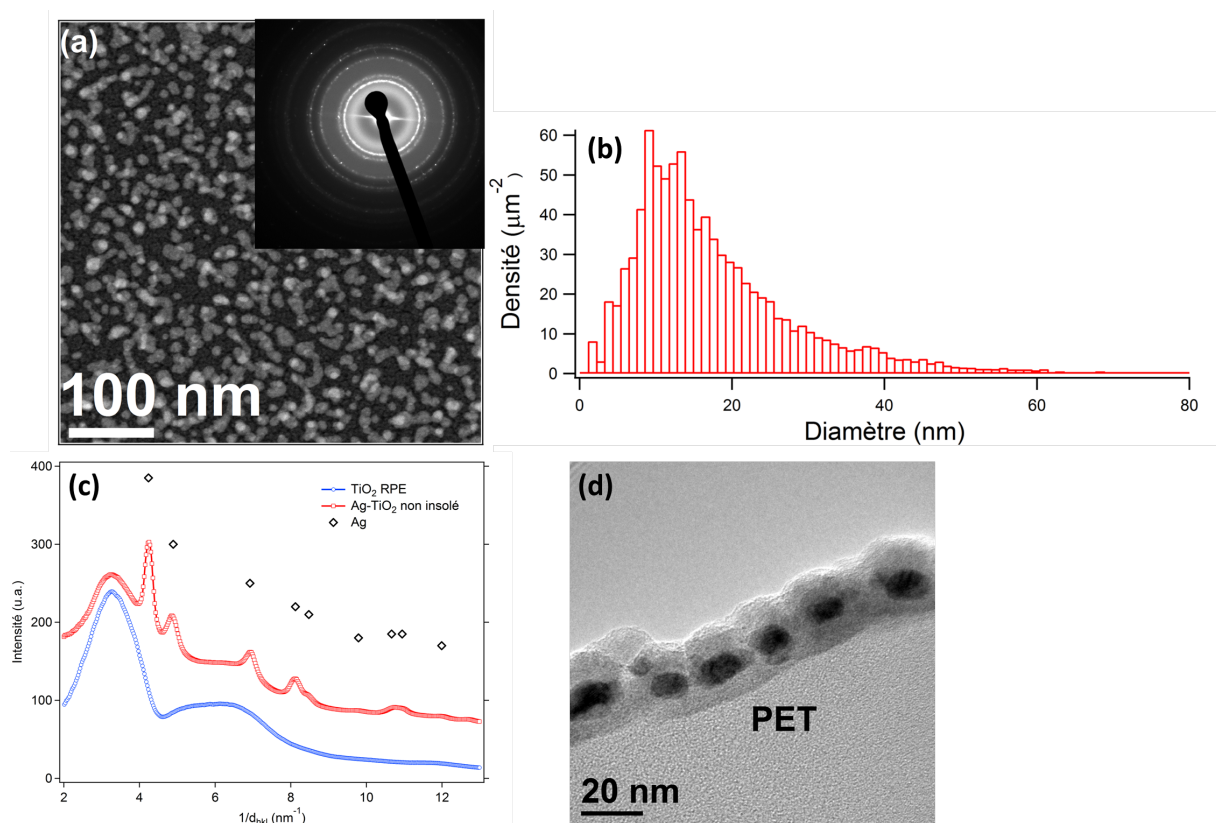 (a)
100 nm
(b)
Densité (µm⁻²)
60
50
40
30
20
10
0
0 20 40 60 80
Diamètre (nm)
(c)
TiO₂ RPE
Ag-TiO₂ non insolé
Ag
Intensité (u.a.)
400
300
200
100
0
2 4 6 8 10 12
1/dhkl (nm⁻¹)
(d)
PET
20 nm